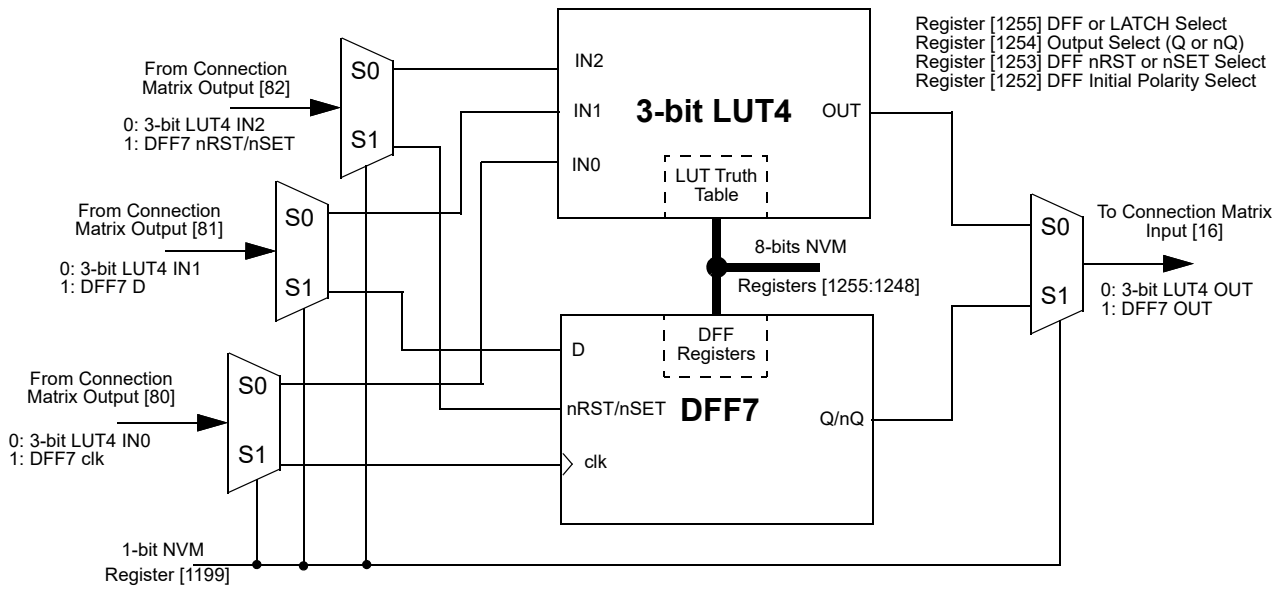 Register [1255] DFF or LATCH Select
Register [1254] Output Select (Q or nQ)
Register [1253] DFF nRST or nSET Select
Register [1252] DFF Initial Polarity Select
From Connection
Matrix Output [82]
0: 3-bit LUT4 IN2
1: DFF7 nRST/nSET
S0
S1
From Connection
Matrix Output [81]
0: 3-bit LUT4 IN1
1: DFF7 D
S0
S1
From Connection
Matrix Output [80]
0: 3-bit LUT4 IN0
1: DFF7 clk
S0
S1
IN2
IN1
IN0
3-bit LUT4
OUT
LUT Truth
Table
8-bits NVM
Registers [1255:1248]
DFF
Registers
D
nRST/nSET
clk
DFF7
Q/nQ
S0
S1
To Connection Matrix
Input [16]
0: 3-bit LUT4 OUT
1: DFF7 OUT
1-bit NVM
Register [1199]